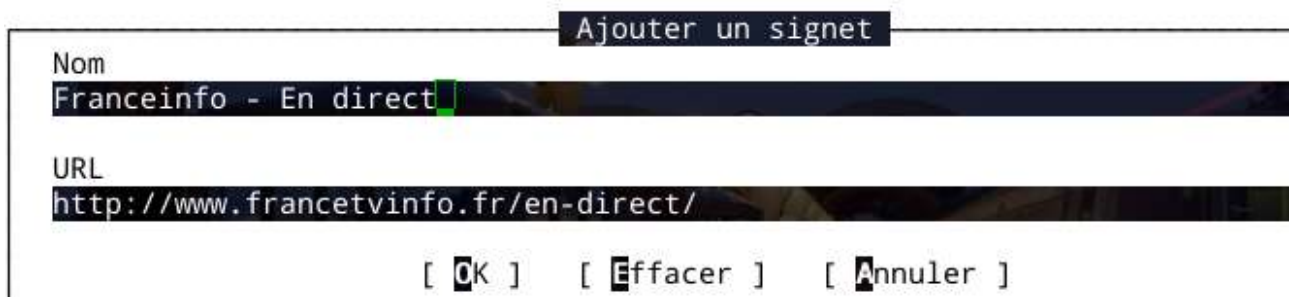 Ajouter un signet
Nom
Franceinfo - En direct
URL
http://www.francetvinfo.fr/en-direct/
[ OK ] [ Effacer ] [ Annuler ]